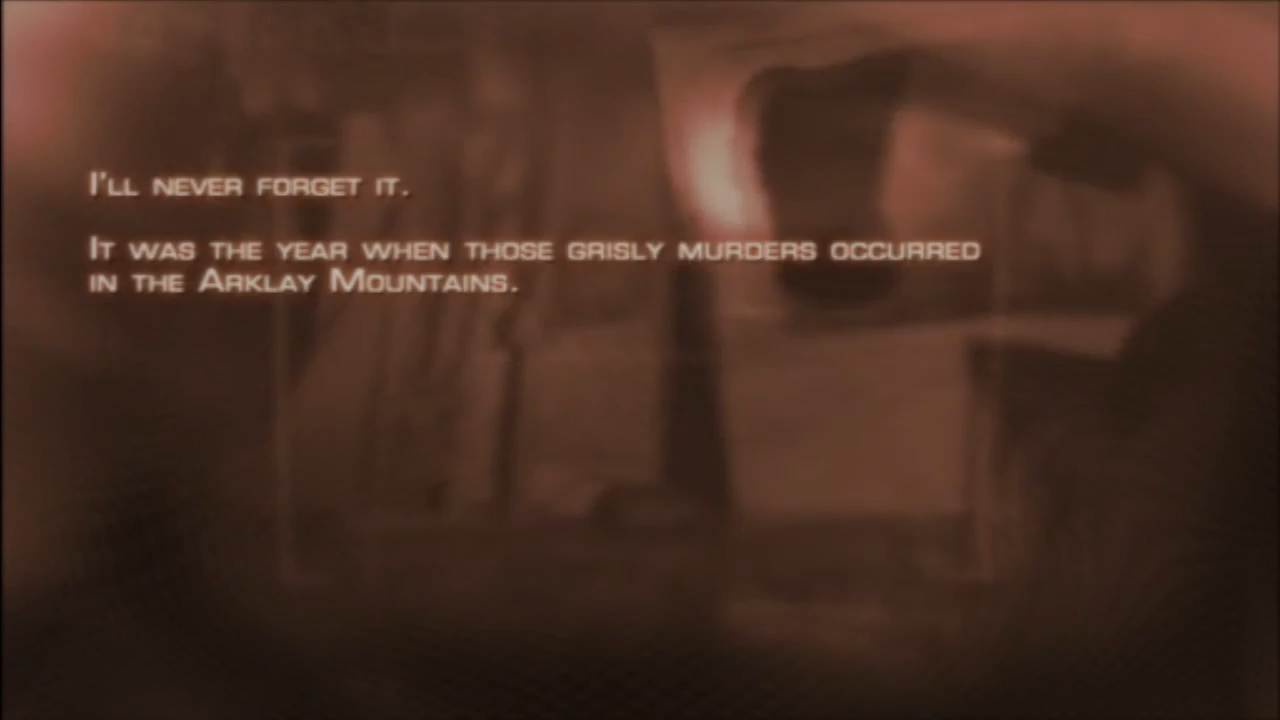 I'LL NEVER FORGET IT.
IT WAS THE YEAR WHEN THOSE GRISLY MURDERS OCCURRED
IN THE ARKLAY MOUNTAINS.